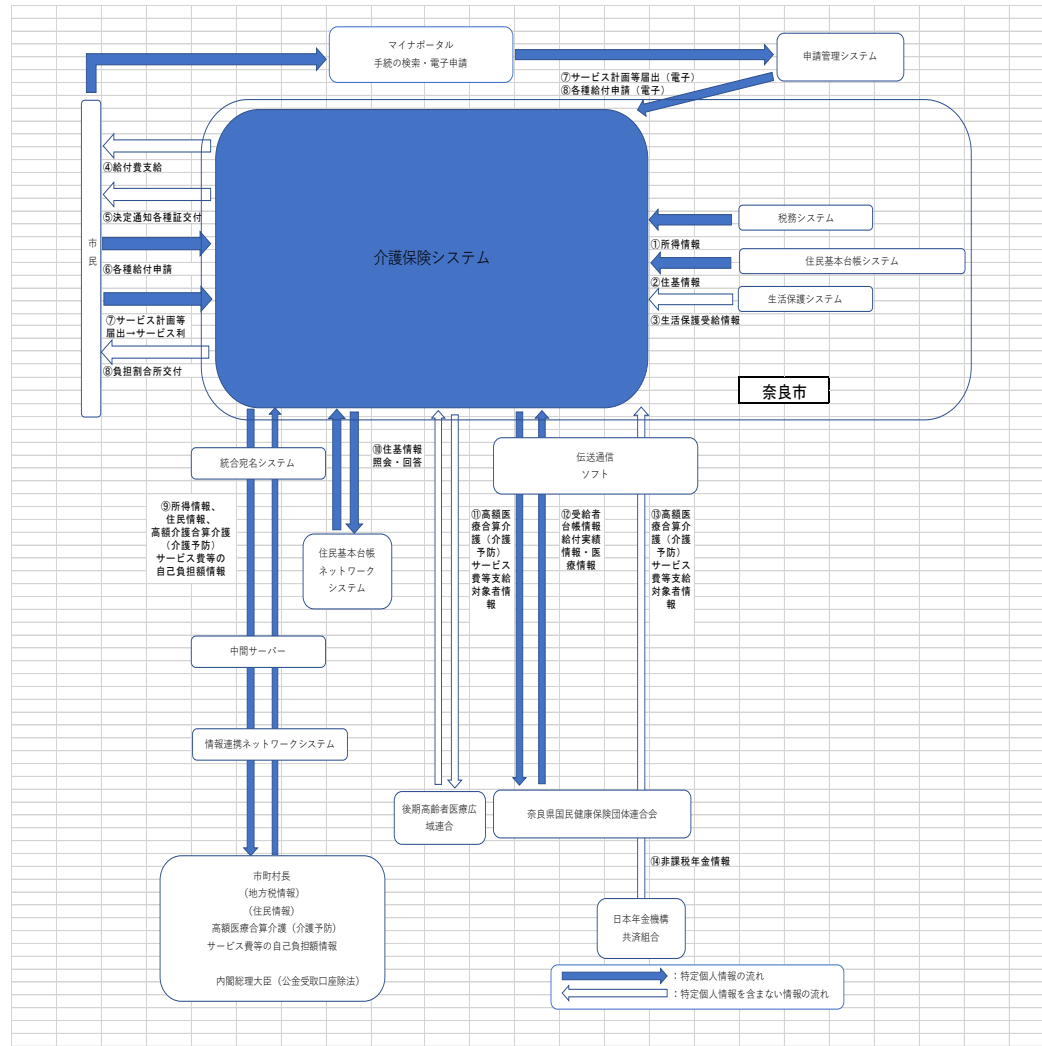 マイナポータル
手続の検索・電子申請
申請管理システム
⑦サービス計画等届出（電子）
⑧各種給付申請（電子）
市
民
④給付費支給
⑤決定通知各種証交付
⑥各種給付申請
⑦サービス計画等
届出→サービス利
⑧負担割合所交付
介護保険システム
税務システム
①所得情報
住民基本台帳システム
②住基情報
生活保護システム
③生活保護受給情報
奈良市
統合宛名システム
⑨所得情報、
住民情報、
高額介護合算介護
（介護予防）
サービス費等の
自己負担額情報
⑩住基情報
照会・回答
住民基本台帳
ネットワーク
システム
伝送通信
ソフト
⑪高額医
療合算介
護（介護
予防）
サービス
費等支給
対象者情
報
⑫受給者
台帳情報
給付実績
情報・医
療情報
⑬高額医
療合算介
護（介護
予防）
サービス
費等支給
対象者情
報
中間サーバー
情報連携ネットワークシステム
後期高齢者医療広
域連合
奈良県国民健康保険団体連合会
⑭非課税年金情報
市町村長
（地方税情報）
（住民情報）
高額医療合算介護（介護予防）
サービス費等の自己負担額情報
内閣総理大臣（公金受取口座除法）
日本年金機構
共済組合
：特定個人情報の流れ
：特定個人情報を含まない情報の流れ